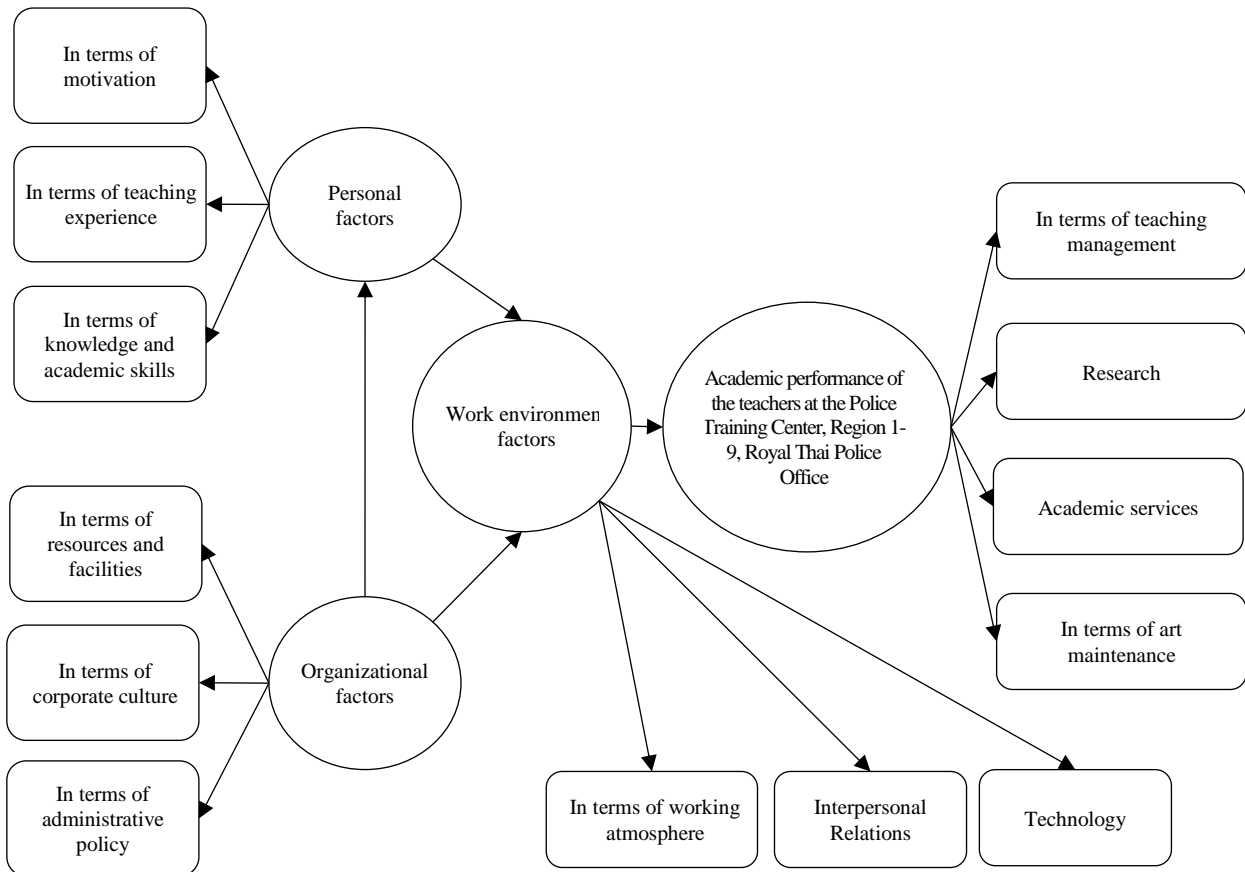 In terms of
motivation
In terms of teaching
experience
In terms of
knowledge and
academic skills
Personal
factors
In terms of
resources and
facilities
In terms of
corporate culture
In terms of
administrative
policy
Organizational
factors
Work environmen
factors
Academic performance of
the teachers at the Police
Training Center, Region 1-
9, Royal Thai Police
Office
In terms of teaching
management
Research
Academic services
In terms of art
maintenance
In terms of working
atmosphere
Interpersonal
Relations
Technology